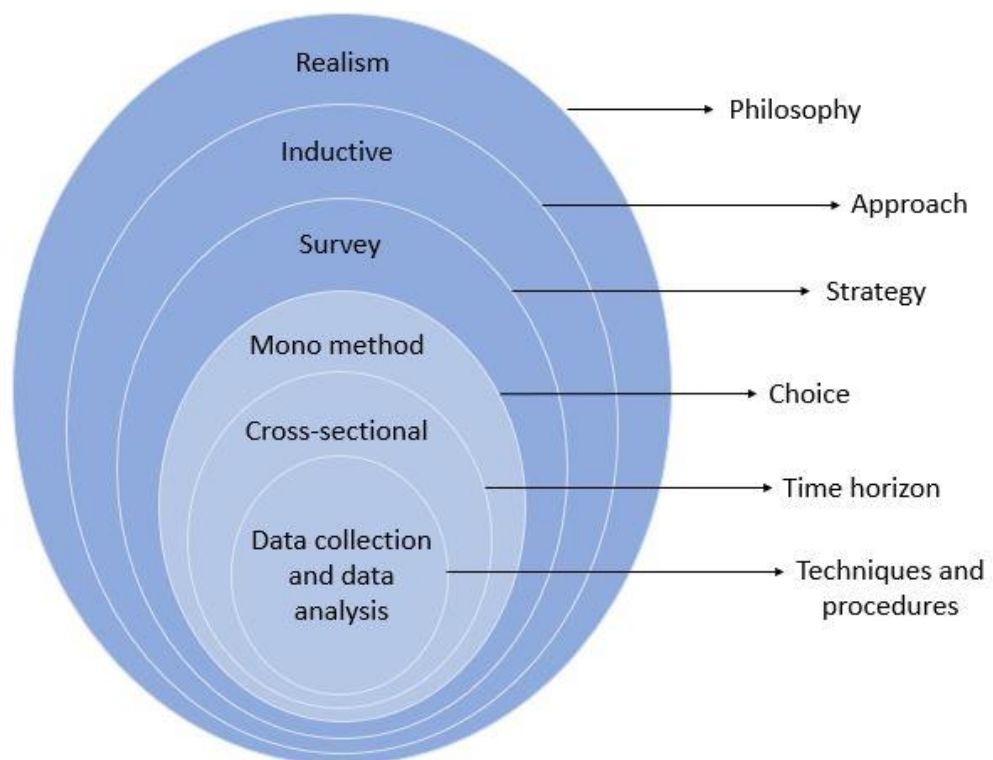 Realism
Philosophy
Inductive
Approach
Survey
Strategy
Mono method
Choice
Cross-sectional
Time horizon
Data collection
and data
analysis
Techniques and
procedures